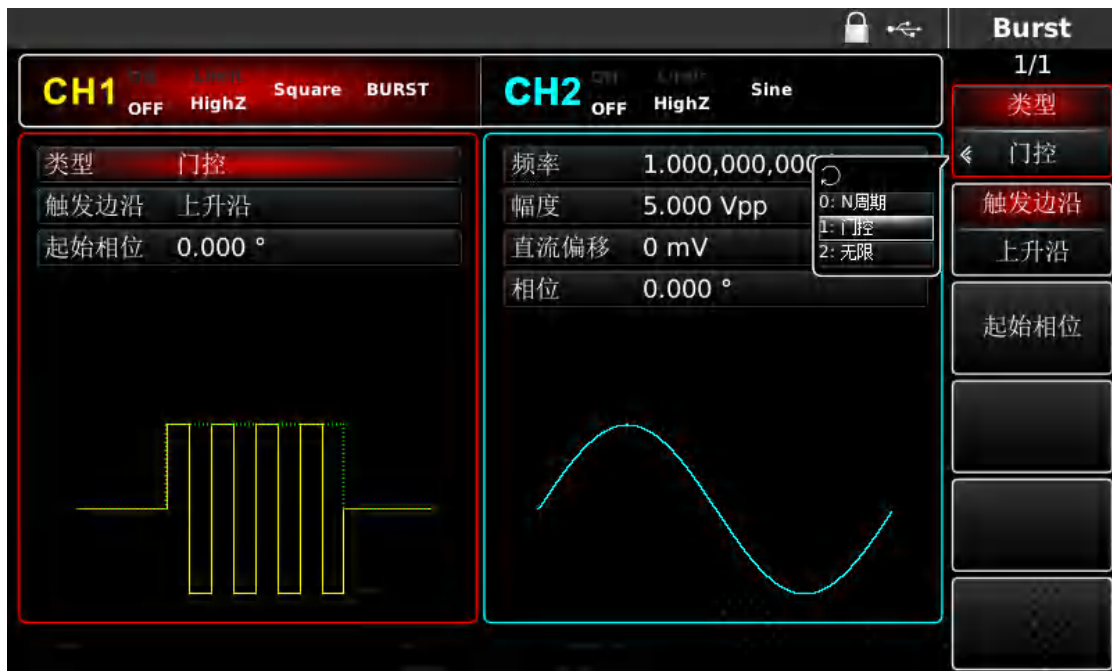 Burst
1/1
CH1 OFF HighZ Square BURST
CH2 OFF HighZ Sine
类型 门控
触发边沿 上升沿
起始相位 0.000 °
频率 1.000,000,000
幅度 5.000 Vpp
直流偏移 0 mV
相位 0.000 °
0: N周期
1: 门控
2: 无限
类型
门控
触发边沿
上升沿
起始相位